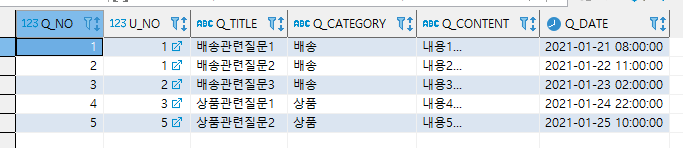 123 Q_NO 123 U_NO ABC Q_TITLE ABC Q_CATEGORY ABC Q_CONTENT Q_DATE
1 1 배송관련질문1 배송 내용1... 2021-01-21 08:00:00
2 1 배송관련질문2 배송 내용2... 2021-01-22 11:00:00
3 2 배송관련질문3 배송 내용3... 2021-01-23 02:00:00
4 3 상품관련질문1 상품 내용4... 2021-01-24 22:00:00
5 5 상품관련질문2 상품 내용5... 2021-01-25 10:00:00